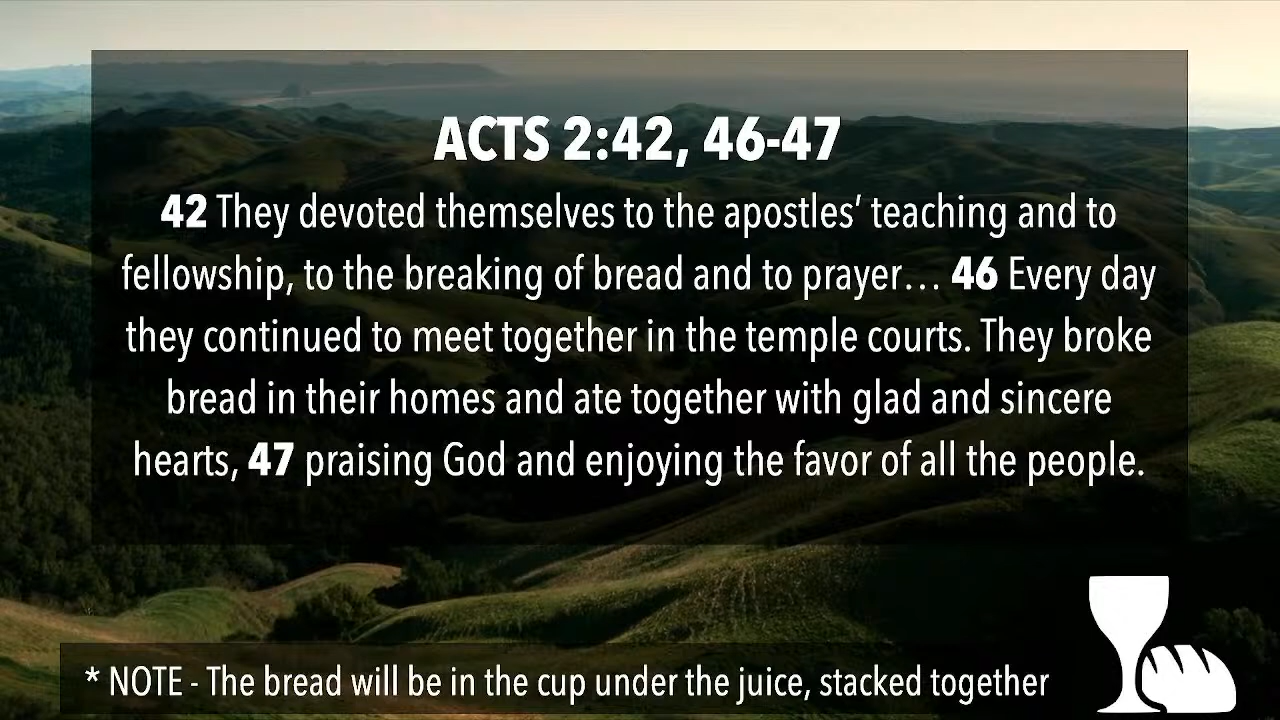 ACTS 2:42, 46-47
42 They devoted themselves to the apostles’ teaching and to
fellowship, to the breaking of bread and to prayer… 46 Every day
they continued to meet together in the temple courts. They broke
bread in their homes and ate together with glad and sincere
hearts, 47 praising God and enjoying the favor of all the people.
* NOTE - The bread will be in the cup under the juice, stacked together